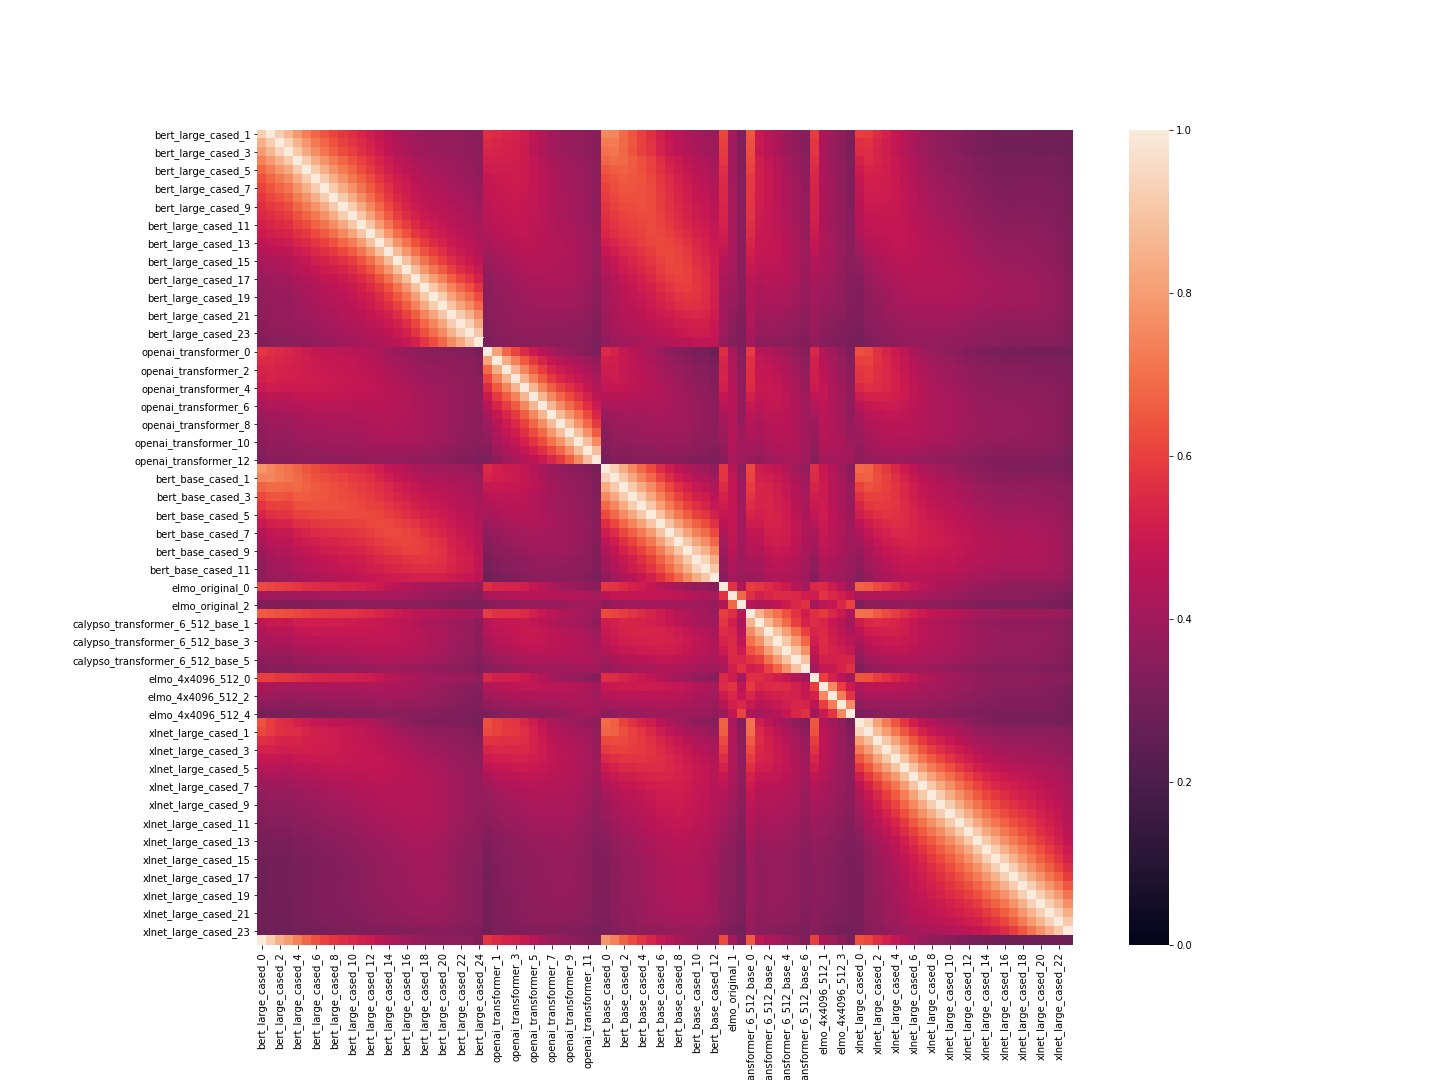 bert_large_cased_1
bert_large_cased_3
bert_large_cased_5
bert_large_cased_7
bert_large_cased_9
bert_large_cased_11
bert_large_cased_13
bert_large_cased_15
bert_large_cased_17
bert_large_cased_19
bert_large_cased_21
bert_large_cased_23
openai_transformer_0
openai_transformer_2
openai_transformer_4
openai_transformer_6
openai_transformer_8
openai_transformer_10
openai_transformer_12
bert_base_cased_1
bert_base_cased_3
bert_base_cased_5
bert_base_cased_7
bert_base_cased_9
bert_base_cased_11
elmo_original_0
elmo_original_2
calypso_transformer_6_512_base_1
calypso_transformer_6_512_base_3
calypso_transformer_6_512_base_5
elmo_4x4096_512_0
elmo_4x4096_512_2
elmo_4x4096_512_4
xlnet_large_cased_1
xlnet_large_cased_3
xlnet_large_cased_5
xlnet_large_cased_7
xlnet_large_cased_9
xlnet_large_cased_11
xlnet_large_cased_13
xlnet_large_cased_15
xlnet_large_cased_17
xlnet_large_cased_19
xlnet_large_cased_21
xlnet_large_cased_23
bert_large_cased_0
bert_large_cased_2
bert_large_cased_4
bert_large_cased_6
bert_large_cased_8
bert_large_cased_10
bert_large_cased_12
bert_large_cased_14
bert_large_cased_16
bert_large_cased_18
bert_large_cased_20
bert_large_cased_22
bert_large_cased_24
openai_transformer_1
openai_transformer_3
openai_transformer_5
openai_transformer_7
openai_transformer_9
openai_transformer_11
bert_base_cased_0
bert_base_cased_2
bert_base_cased_4
bert_base_cased_6
bert_base_cased_8
bert_base_cased_10
bert_base_cased_12
elmo_original_1
ansformer_6_512_base_0
ansformer_6_512_base_2
ansformer_6_512_base_4
ansformer_6_512_base_6
elmo_4x4096_512_1
elmo_4x4096_512_3
xlnet_large_cased_0
xlnet_large_cased_2
xlnet_large_cased_4
xlnet_large_cased_6
xlnet_large_cased_8
xlnet_large_cased_10
xlnet_large_cased_12
xlnet_large_cased_14
xlnet_large_cased_16
xlnet_large_cased_18
xlnet_large_cased_20
xlnet_large_cased_22
1.0
0.8
0.6
0.4
0.2
0.0